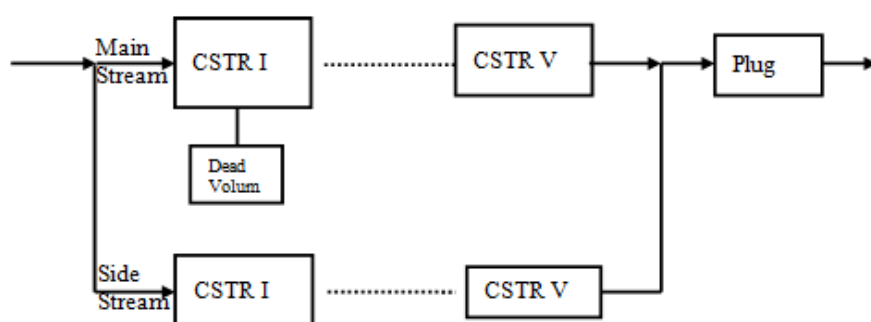 Main
Stream
CSTR I
CSTR V
Plug
Dead
Volum
Side
Stream
CSTR I
CSTR V